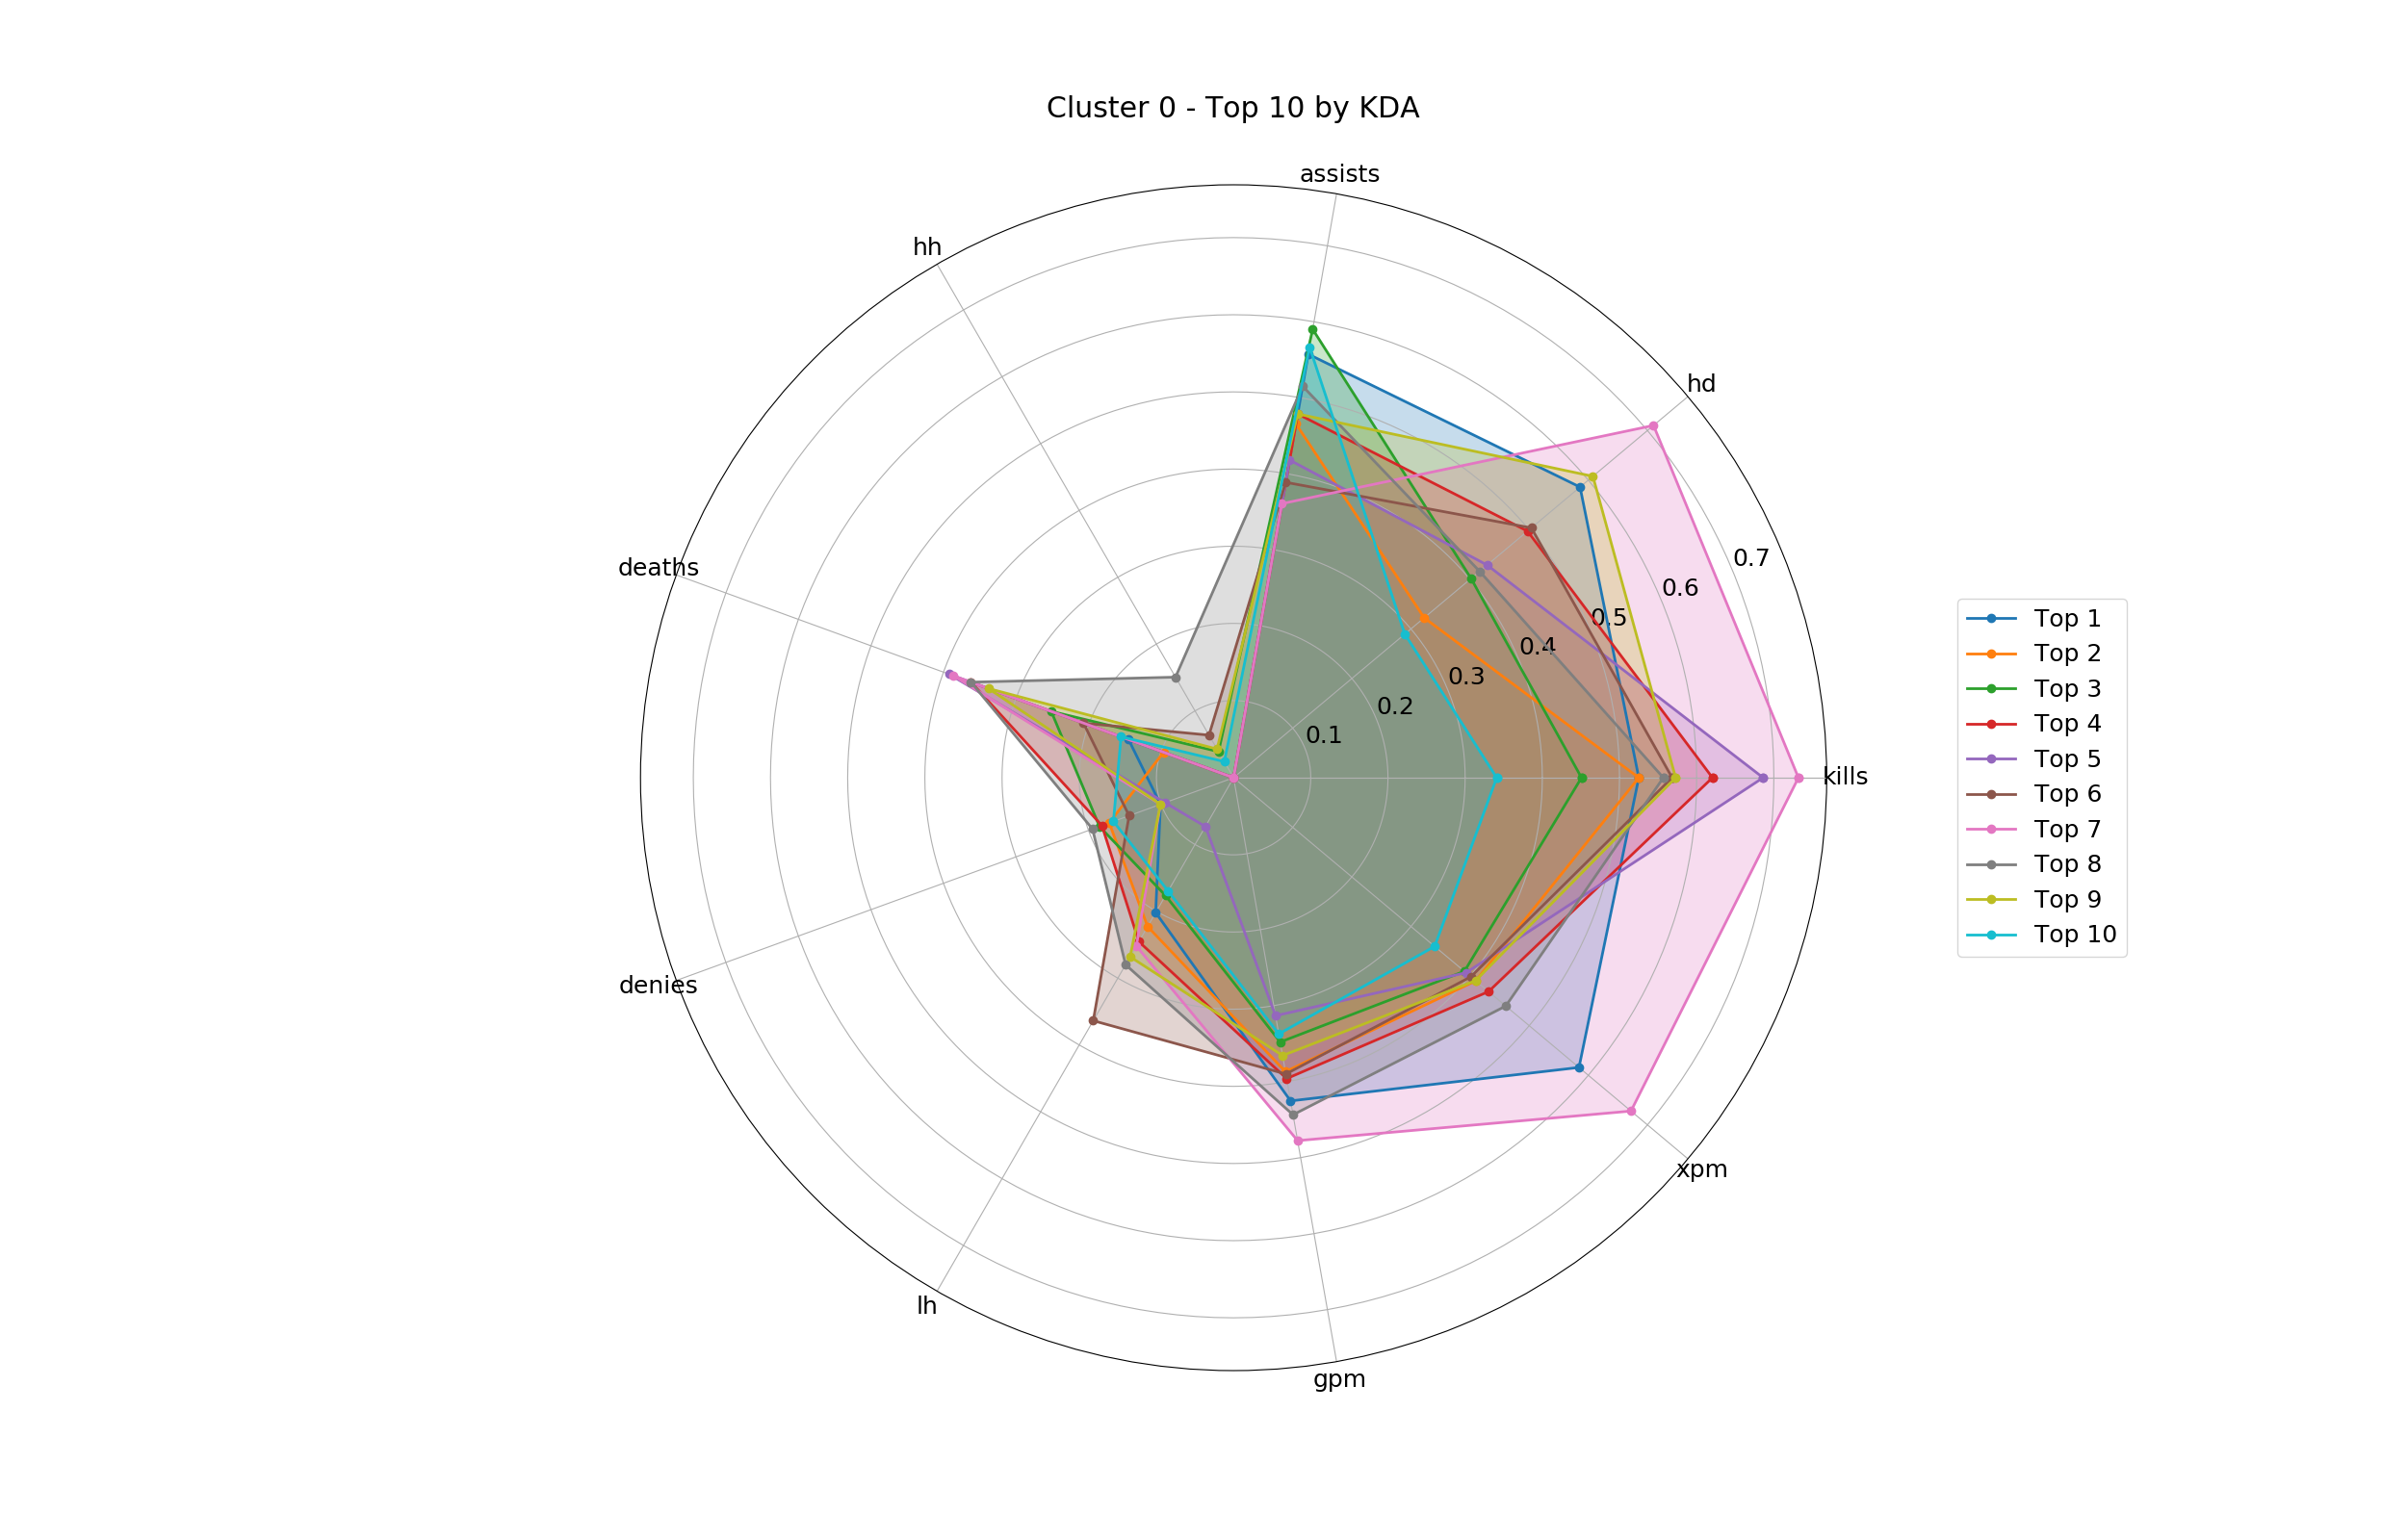 Cluster 0 - Top 10 by KDA
assists
hh
hd
deaths
kills
denies
xpm
lh
gpm
0.1
0.2
0.3
0.4
0.5
0.6
0.7
Top 1
Top 2
Top 3
Top 4
Top 5
Top 6
Top 7
Top 8
Top 9
Top 10